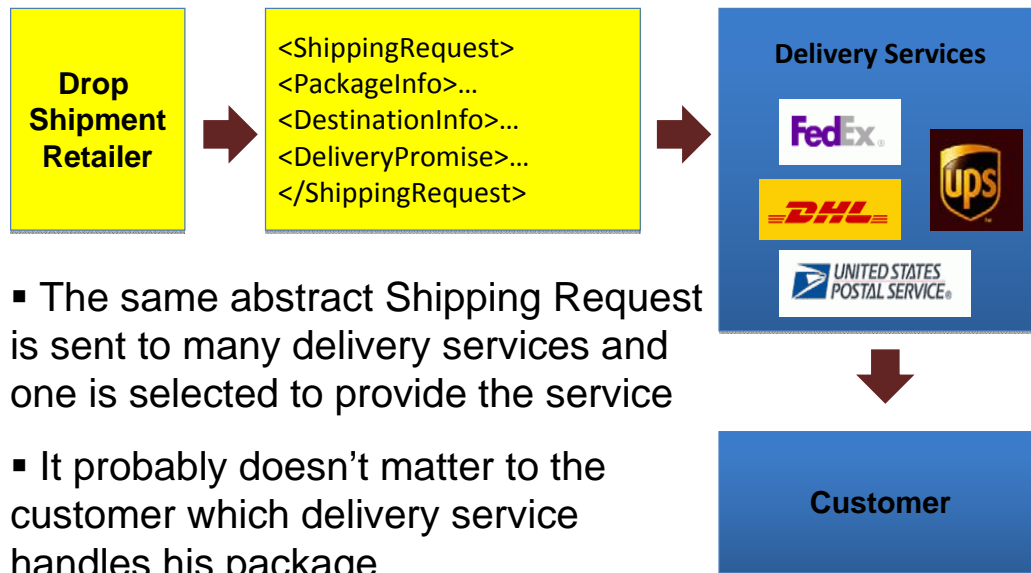 Drop
Shipment
Retailer
<ShippingRequest>
<PackageInfo>…
<DestinationInfo>…
<DeliveryPromise>…
</ShippingRequest>
Delivery Services
FedEx®
ups
DHL
UNITED STATES
POSTAL SERVICE®
▪ The same abstract Shipping Request
is sent to many delivery services and
one is selected to provide the service
▪ It probably doesn’t matter to the
customer which delivery service
handles his package
Customer